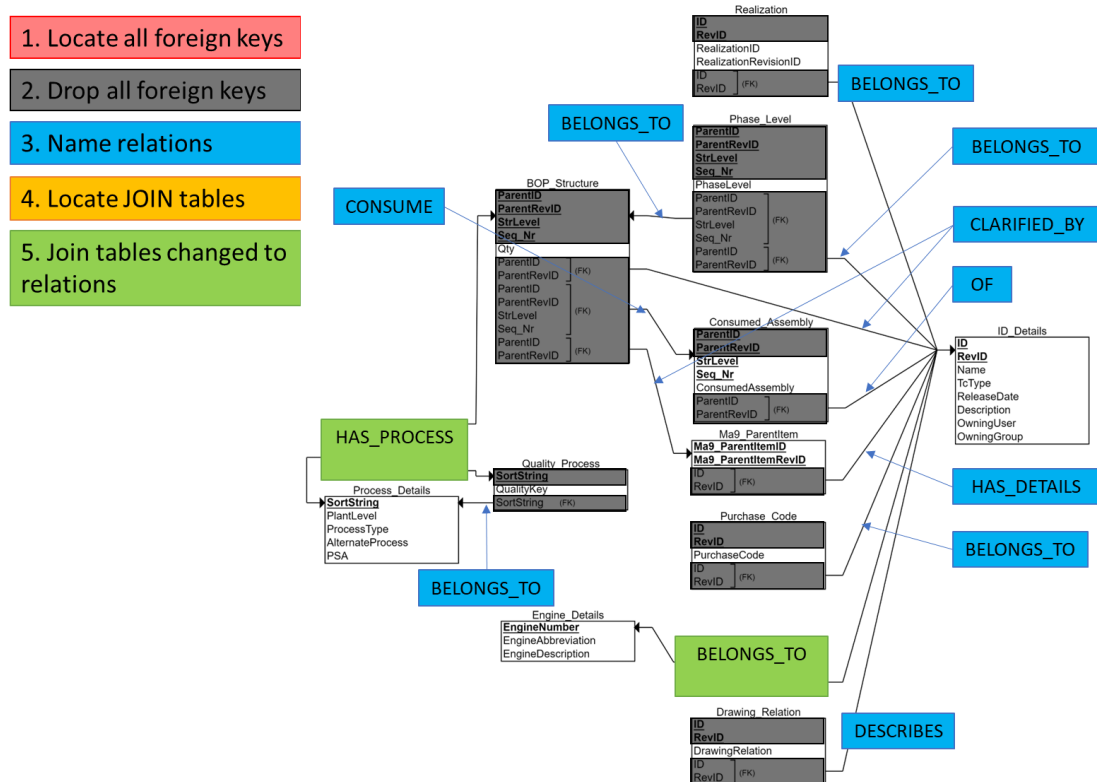 1. Locate all foreign keys
2. Drop all foreign keys
3. Name relations
4. Locate JOIN tables
5. Join tables changed to
relations
Realization
ID
RevID
RealizationID
RealizationRevisionID
ID
RevID
(FK)
BELONGS_TO
BELONGS_TO
Phase_Level
ParentID
ParentRevID
StrLevel
Seq_Nr
PhaseLevel
ParentID
ParentRevID
StrLevel
Seq_Nr
(FK)
ParentID
ParentRevID
(FK)
BELONGS_TO
CONSUME
BOP_Structure
ParentID
ParentRevID
StrLevel
Seq_Nr
Qty
ParentID
ParentRevID
(FK)
ParentID
ParentRevID
StrLevel
Seq_Nr
(FK)
ParentID
ParentRevID
(FK)
CLARIFIED_BY
OF
Consumed_Assembly
ParentID
ParentRevID
StrLevel
Seq_Nr
ConsumedAssembly
ParentID
ParentRevID
(FK)
ID_Details
ID
RevID
Name
TcType
ReleaseDate
Description
OwningUser
OwningGroup
HAS_PROCESS
Ma9_ParentItem
Ma9_ParentItemID
Ma9_ParentItemRevID
ID
RevID
(FK)
Quality_Process
SortString
QualityKey
SortString (FK)
Process_Details
SortString
PlantLevel
ProcessType
AlternateProcess
PSA
HAS_DETAILS
Purchase_Code
ID
RevID
PurchaseCode
ID
RevID
(FK)
BELONGS_TO
BELONGS_TO
Engine_Details
EngineNumber
EngineAbbreviation
EngineDescription
BELONGS_TO
Drawing_Relation
ID
RevID
DrawingRelation
ID
RevID
(FK)
DESCRIBES